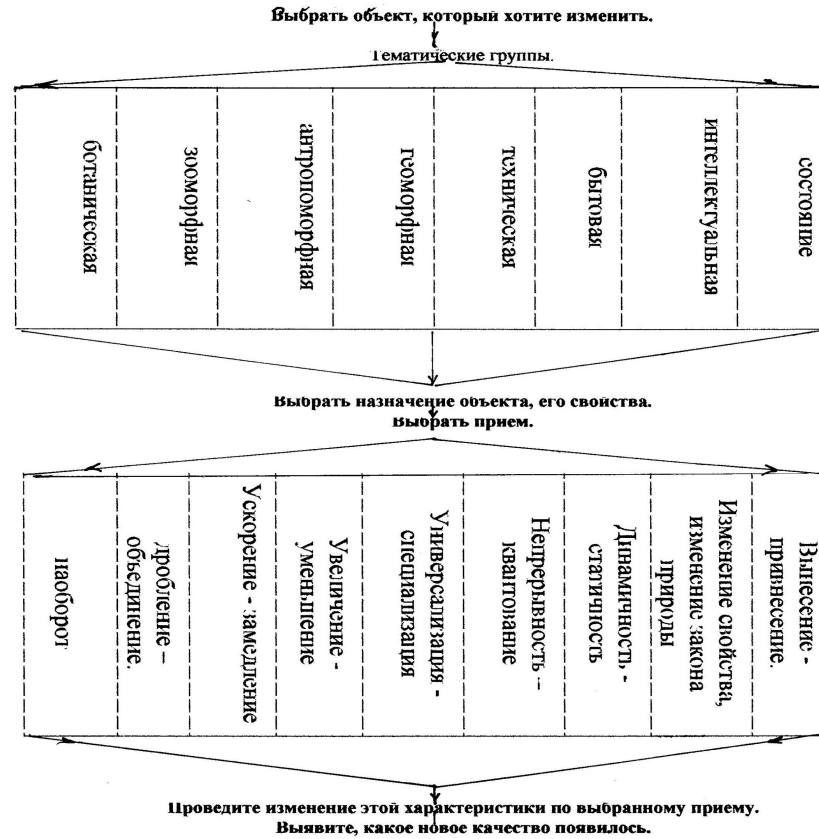 Выбрать объект, который хотите изменить.
Тематические группы.
ботаническая
зооморфная
антропоморфная
геоморфная
техническая
бытовая
интеллектуальная
состояние
Выбрать назначение объекта, его свойства.
Выбрать прием.
наоборот
дробление –
объединение.
Ускорение - замедление
Увеличение -
уменьшение
Универсализация -
специализация
Непрерывность –
квантование
Динамичность -
статичность
Изменение свойства,
изменение закона
природы
Вынесение -
привнесение.
Проведите изменение этой характеристики по выбранному приему.
Выявите, какое новое качество появилось.